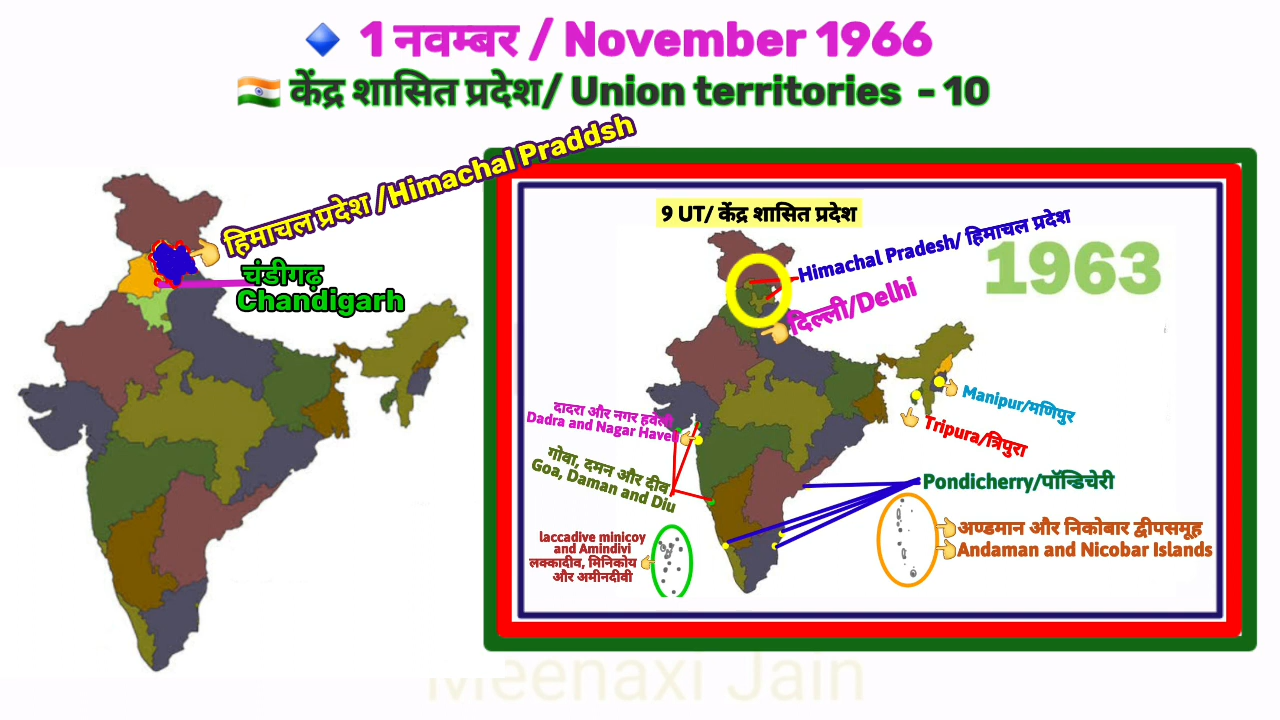 1 नवम्बर / November 1966
केंद्र शासित प्रदेश/ Union territories - 10
हिमाचल प्रदेश /Himachal Praddsh
चंडीगढ़
Chandigarh
9 UT/ केंद्र शासित प्रदेश
1963
Himachal Pradesh/ हिमाचल प्रदेश
दिल्ली/Delhi
Manipur/मणिपुर
Tripura/त्रिपुरा
दादरा और नगर हवेली
Dadra and Nagar Haveli
गोवा, दमन और दीव
Goa, Daman and Diu
Pondicherry/पॉन्डिचेरी
laccadive minicoy
and Amindivi
लक्कादीव, मिनिकोय
और अमीनदीवी
अण्डमान और निकोबार द्वीपसमूह
Andaman and Nicobar Islands
Meenaxi Jain